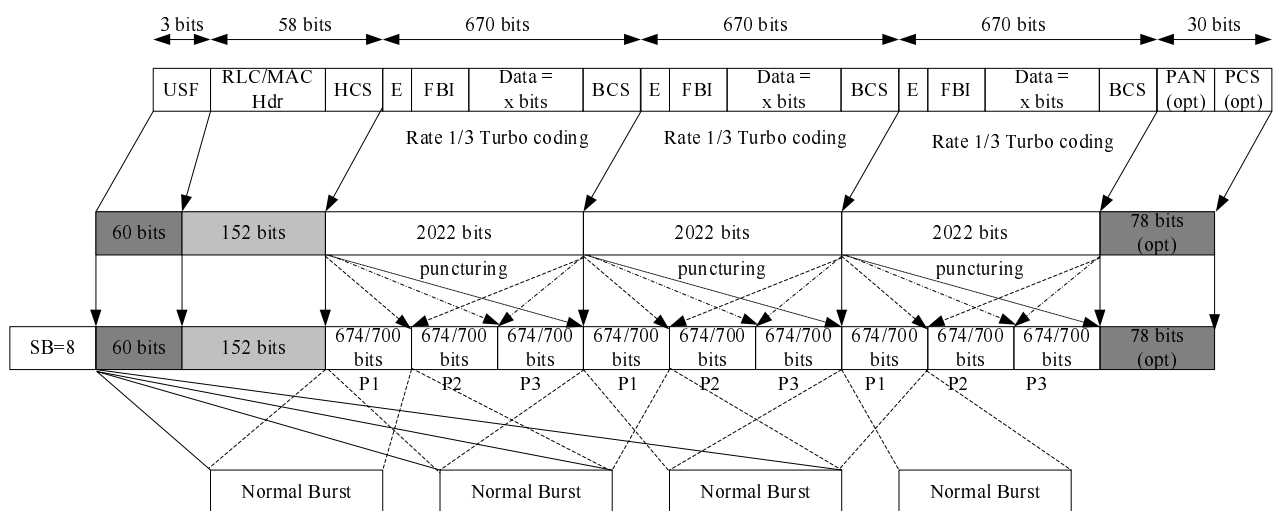 3 bits 58 bits 670 bits 670 bits 670 bits 30 bits
USF RLC/MAC Hdr HCS E FBI Data = x bits BCS E FBI Data = x bits BCS E FBI Data = x bits BCS PAN (opt) PCS (opt)
Rate 1/3 Turbo coding Rate 1/3 Turbo coding Rate 1/3 Turbo coding
60 bits 152 bits 2022 bits 2022 bits 2022 bits 78 bits (opt)
puncturing puncturing puncturing
SB=8 60 bits 152 bits 674/700 bits 674/700 bits 674/700 bits 674/700 bits 674/700 bits 674/700 bits 674/700 bits 674/700 bits 674/700 bits 78 bits (opt)
P1 P2 P3 P1 P2 P3 P1 P2 P3
Normal Burst Normal Burst Normal Burst Normal Burst